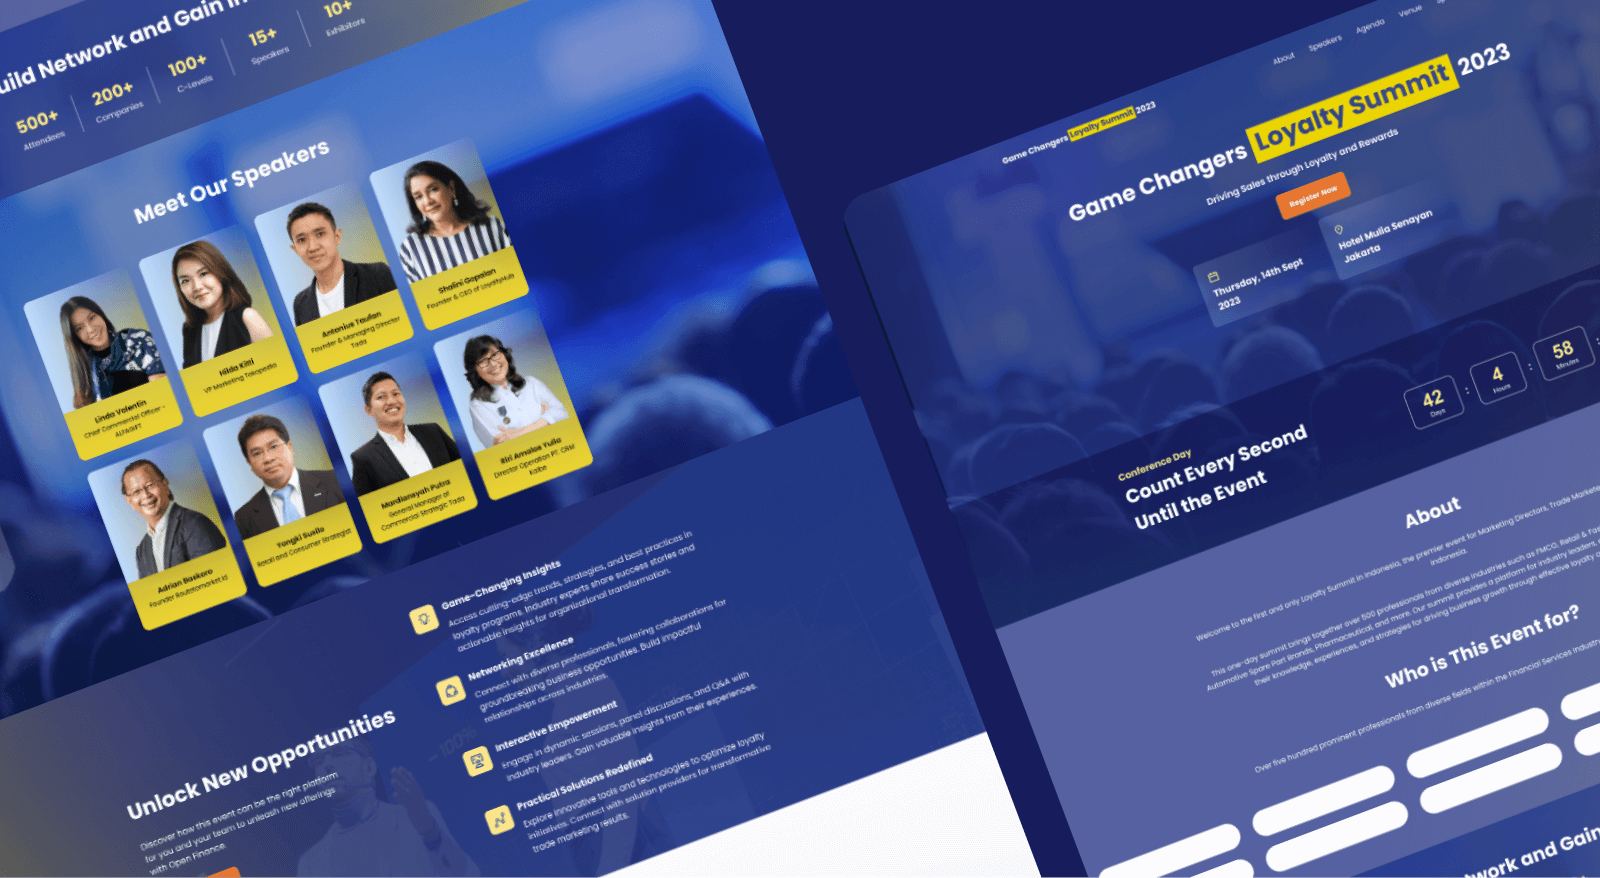 uild Network and Gain In
500+
Attendees
200+
Companies
100+
C-Levels
15+
Speakers
10+
Exhibitors
Meet Our Speakers
Linda Valentin
Chief Commercial Officer -
ALFAGIFT
Hilda Kitti
VP Marketing Tokopedia
Antonius Taufan
Founder & Managing Director
Tada
Shalini Gopalan
Founder & CEO of LoyaltyHub
Adrian Baskoro
Founder Rautatamarket.id
Yongki Susilo
Retail and Consumer Strategist
Mardiansyah Putra
General Manager of
Commercial Strategic Tada
Riri Amalas Yulia
Director Operation PT. CRM
Kalbe
Unlock New Opportunities
Discover how this event can be the right platform
for you and your team to unleash new offerings
with Open Finance.
Game-Changing Insights
Access cutting-edge trends, strategies, and best practices in
loyalty programs. Industry experts share success stories and
actionable insights for organizational transformation.
Networking Excellence
Connect with diverse professionals, fostering collaborations for
groundbreaking business opportunities. Build impactful
relationships across industries.
Interactive Empowerment
Engage in dynamic sessions, panel discussions, and Q&A with
industry leaders. Gain valuable insights from their experiences.
Practical Solutions Redefined
Explore innovative tools and technologies to optimize loyalty
initiatives. Connect with solution providers for transformative
trade marketing results.
-100%
Game Changers Loyalty Summit 2023
About
Speakers
Agenda
Venue
Game Changers Loyalty Summit 2023
Driving Sales through Loyalty and Rewards
Register Now
Thursday, 14th Sept
2023
Hotel Mulia Senayan
Jakarta
Conference Day
Count Every Second
Until the Event
42
Days
:
4
Hours
:
58
Minutes
:
About
Welcome to the first and only Loyalty Summit in Indonesia, the premier event for Marketing Directors, Trade Markete
Indonesia.
This one-day summit brings together over 500 professionals from diverse industries such as FMCG, Retail & Fas
Automotive Spare Part Brands, Pharmaceutical, and more. Our summit provides a platform for industry leaders,
their knowledge, experiences, and strategies for driving business growth through effective loyalty
Who is This Event for?
Over five hundred prominent professionals from diverse fields within the Financial Services Industry
twork and Gain